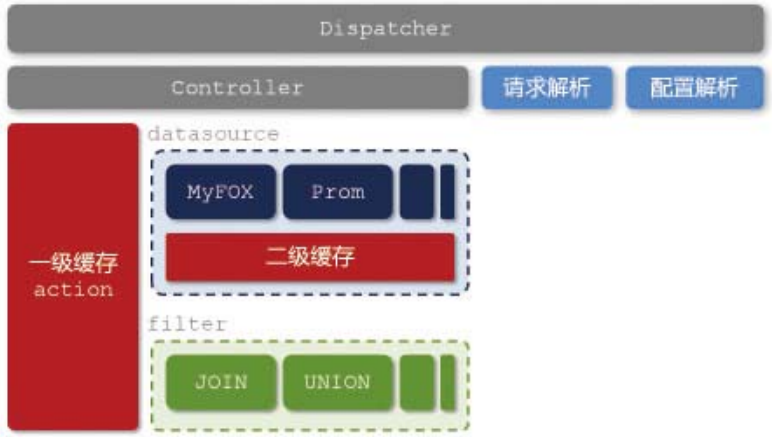 Dispatcher
Controller
请求解析
配置解析
datasource
MyFOX
Prom
一级缓存
action
二级缓存
filter
JOIN
UNION